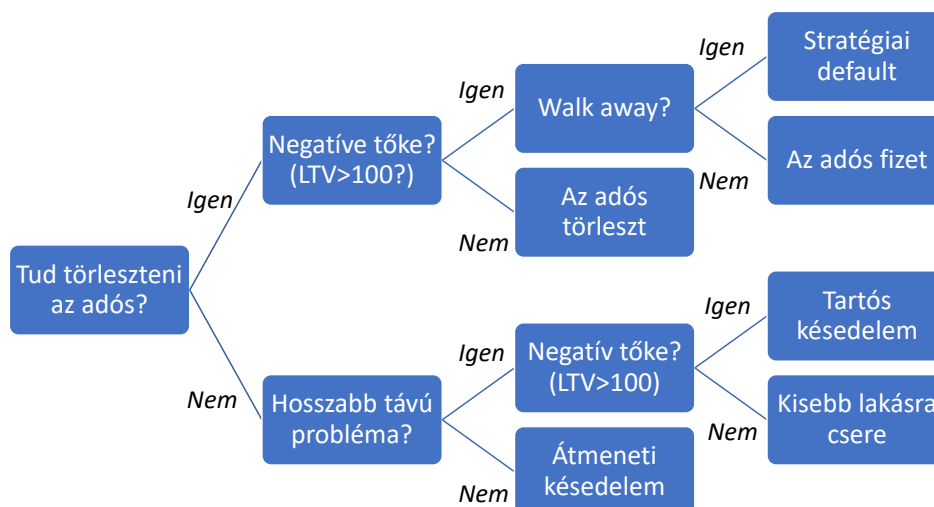 Tud törleszteni
az adós?
Igen
Negatíve tőke?
(LTV>100?)
Igen
Walk away?
Igen
Stratégiai
default
Nem
Az adós fizet
Nem
Az adós
törleszt
Nem
Hosszabb távú
probléma?
Igen
Negatív tőke?
(LTV>100)
Igen
Tartós
késedelem
Nem
Kisebb lakásra
csere
Nem
Átmeneti
késedelem